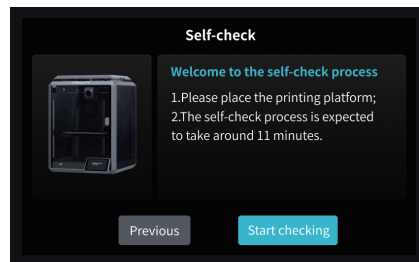 Self-check
Welcome to the self-check process
1.Please place the printing platform;
2.The self-check process is expected
to take around 11 minutes.
Previous
Start checking